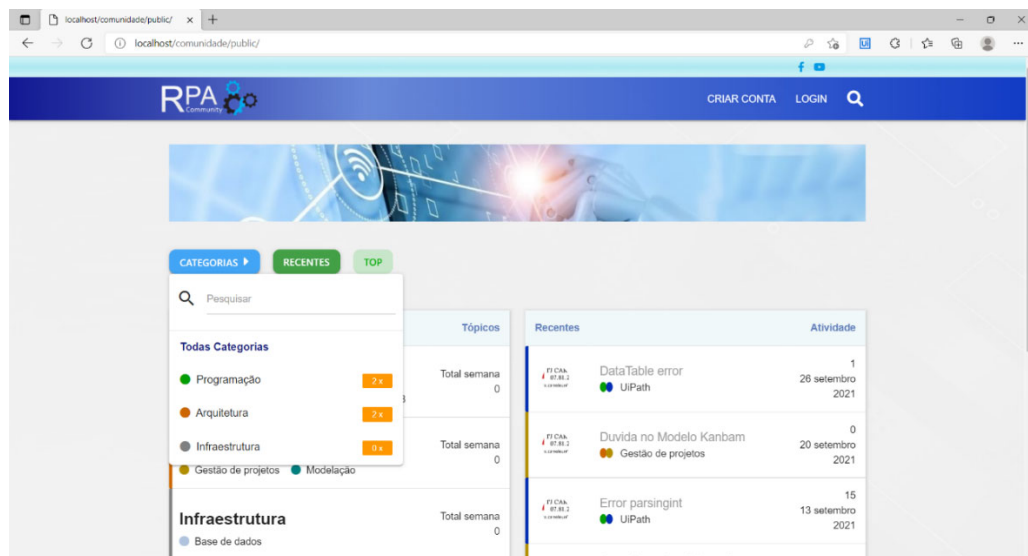 localhost/comunidade/public/
localhost/comunidade/public/
RPA
Community
CRIAR CONTA LOGIN
CATEGORIAS RECENTES TOP
Pesquisar
Todas Categorias
Programação 2 x
Arquitetura 2 x
Infraestrutura 0 x
Tópicos
Total semana
0
3
Total semana
0
Gestão de projetos Modelação
Infraestrutura
Base de dados
Total semana
0
Recentes Atividade
DataTable error
UiPath
1
26 setembro
2021
Duvida no Modelo Kanbam
Gestão de projetos
0
20 setembro
2021
Error parsingint
UiPath
15
13 setembro
2021